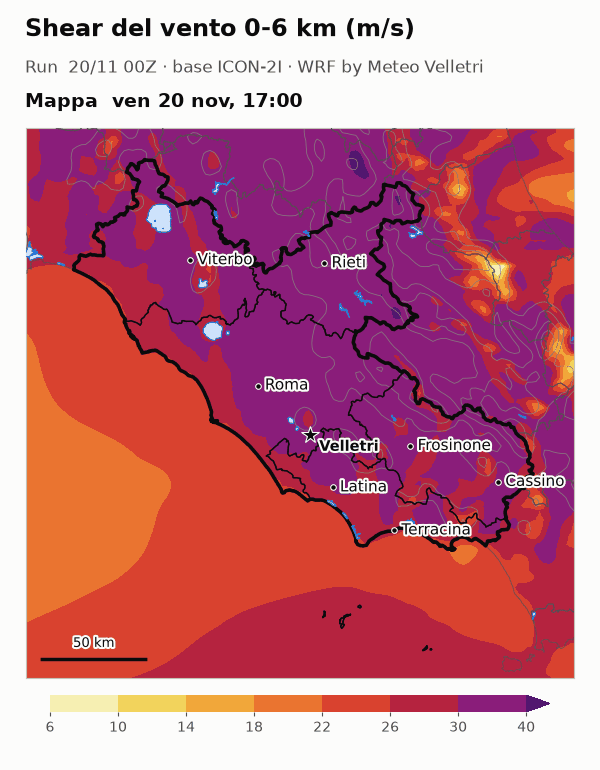 Shear del vento 0-6 km (m/s)
Run  20/11 00Z · base ICON-2I · WRF by Meteo Velletri
Mappa  ven 20 nov, 17:00
Viterbo
Rieti
Roma
Velletri
Frosinone
Latina
Cassino
Terracina
50 km
6 10 14 18 22 26 30 40